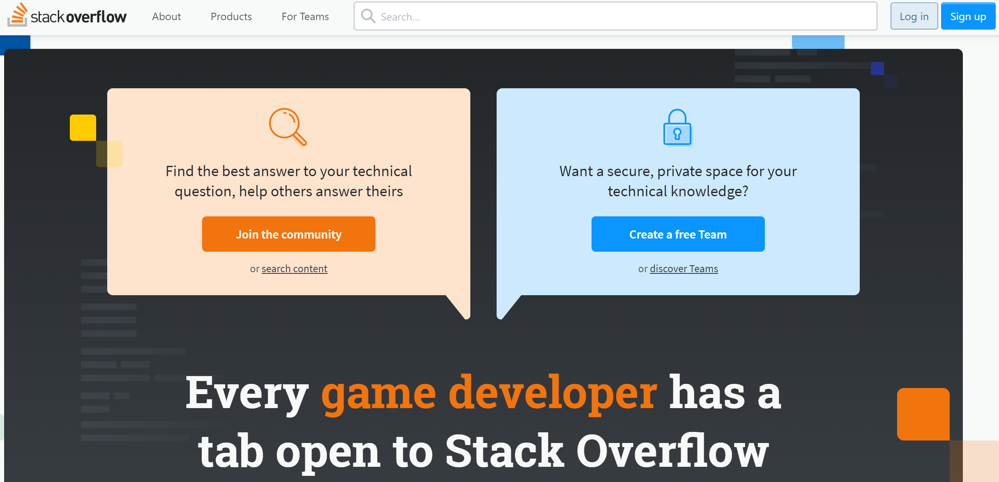 stackoverflow About Products For Teams Search... Log in Sign up
Find the best answer to your technical
question, help others answer theirs
Join the community
or search content
Want a secure, private space for your
technical knowledge?
Create a free Team
or discover Teams
Every game developer has a
tab open to Stack Overflow